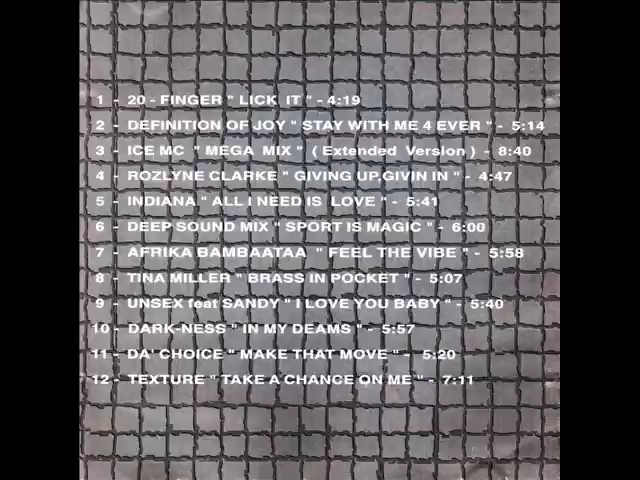 1 - 20 - FINGER " LICK IT " - 4:19
2 - DEFINITION OF JOY " STAY WITH ME 4 EVER " - 5:14
3 - ICE MC " MEGA MIX " ( Extended Version ) - 8:40
4 - ROZLYNE CLARKE " GIVING UP,GIVIN IN " - 4:47
5 - INDIANA " ALL I NEED IS LOVE " - 5:41
6 - DEEP SOUND MIX " SPORT IS MAGIC " - 6:00
7 - AFRIKA BAMBAATAA " FEEL THE VIBE " - 5:58
8 - TINA MILLER " BRASS IN POCKET " - 5:07
9 - UNSEX feat SANDY " I LOVE YOU BABY " - 5:40
10 - DARK-NESS " IN MY DEAMS " - 5:57
11 - DA' CHOICE " MAKE THAT MOVE " - 5:20
12 - TEXTURE " TAKE A CHANCE ON ME " - 7:11